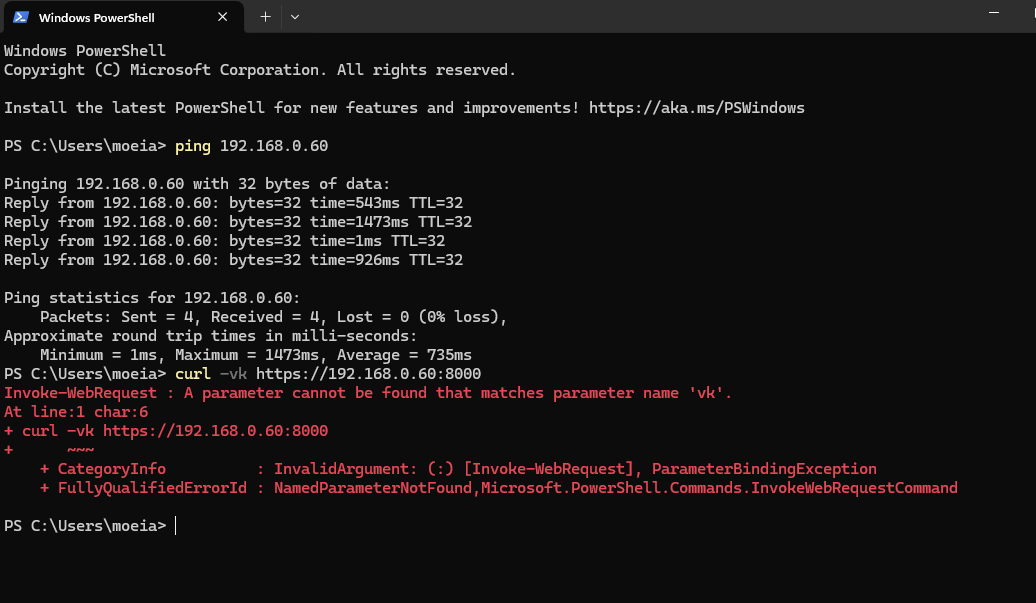 Windows PowerShell
Windows PowerShell
Copyright (C) Microsoft Corporation. All rights reserved.
Install the latest PowerShell for new features and improvements! https://aka.ms/PSWindows
PS C:\Users\moeia> ping 192.168.0.60
Pinging 192.168.0.60 with 32 bytes of data:
Reply from 192.168.0.60: bytes=32 time=543ms TTL=32
Reply from 192.168.0.60: bytes=32 time=1473ms TTL=32
Reply from 192.168.0.60: bytes=32 time=1ms TTL=32
Reply from 192.168.0.60: bytes=32 time=926ms TTL=32
Ping statistics for 192.168.0.60:
    Packets: Sent = 4, Received = 4, Lost = 0 (0% loss),
Approximate round trip times in milli-seconds:
    Minimum = 1ms, Maximum = 1473ms, Average = 735ms
PS C:\Users\moeia> curl -vk https://192.168.0.60:8000
Invoke-WebRequest : A parameter cannot be found that matches parameter name 'vk'.
At line:1 char:6
+ curl -vk https://192.168.0.60:8000
+      ~~~
    + CategoryInfo          : InvalidArgument: (:) [Invoke-WebRequest], ParameterBindingException
    + FullyQualifiedErrorId : NamedParameterNotFound,Microsoft.PowerShell.Commands.InvokeWebRequestCommand
PS C:\Users\moeia>